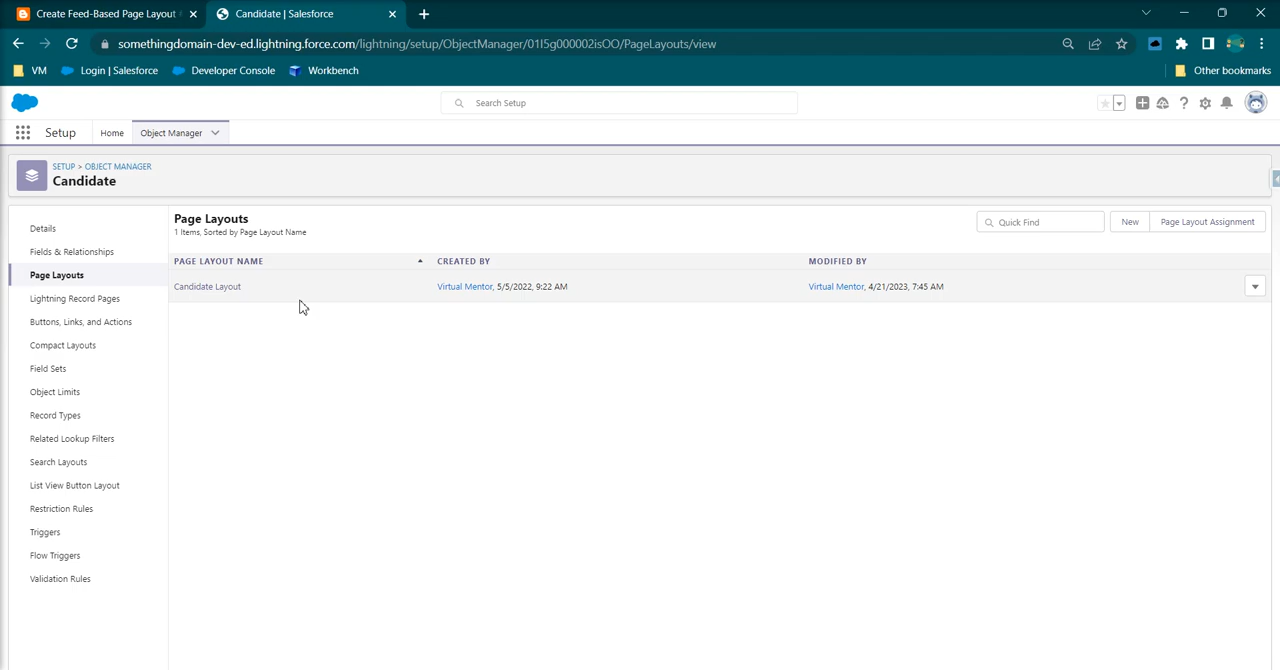 Create Feed-Based Page Layout
Candidate | Salesforce
somethingdomain-dev-ed.lightning.force.com/lightning/setup/ObjectManager/01I5g000002isOO/PageLayouts/view
VM
Login | Salesforce
Developer Console
Workbench
Other bookmarks
Search Setup
Setup
Home
Object Manager
SETUP > OBJECT MANAGER
Candidate
Details
Fields & Relationships
Page Layouts
Lightning Record Pages
Buttons, Links, and Actions
Compact Layouts
Field Sets
Object Limits
Record Types
Related Lookup Filters
Search Layouts
List View Button Layout
Restriction Rules
Triggers
Flow Triggers
Validation Rules
Page Layouts
1 Items, Sorted by Page Layout Name
Quick Find
New
Page Layout Assignment
PAGE LAYOUT NAME
CREATED BY
MODIFIED BY
Candidate Layout
Virtual Mentor, 5/5/2022, 9:22 AM
Virtual Mentor, 4/21/2023, 7:45 AM